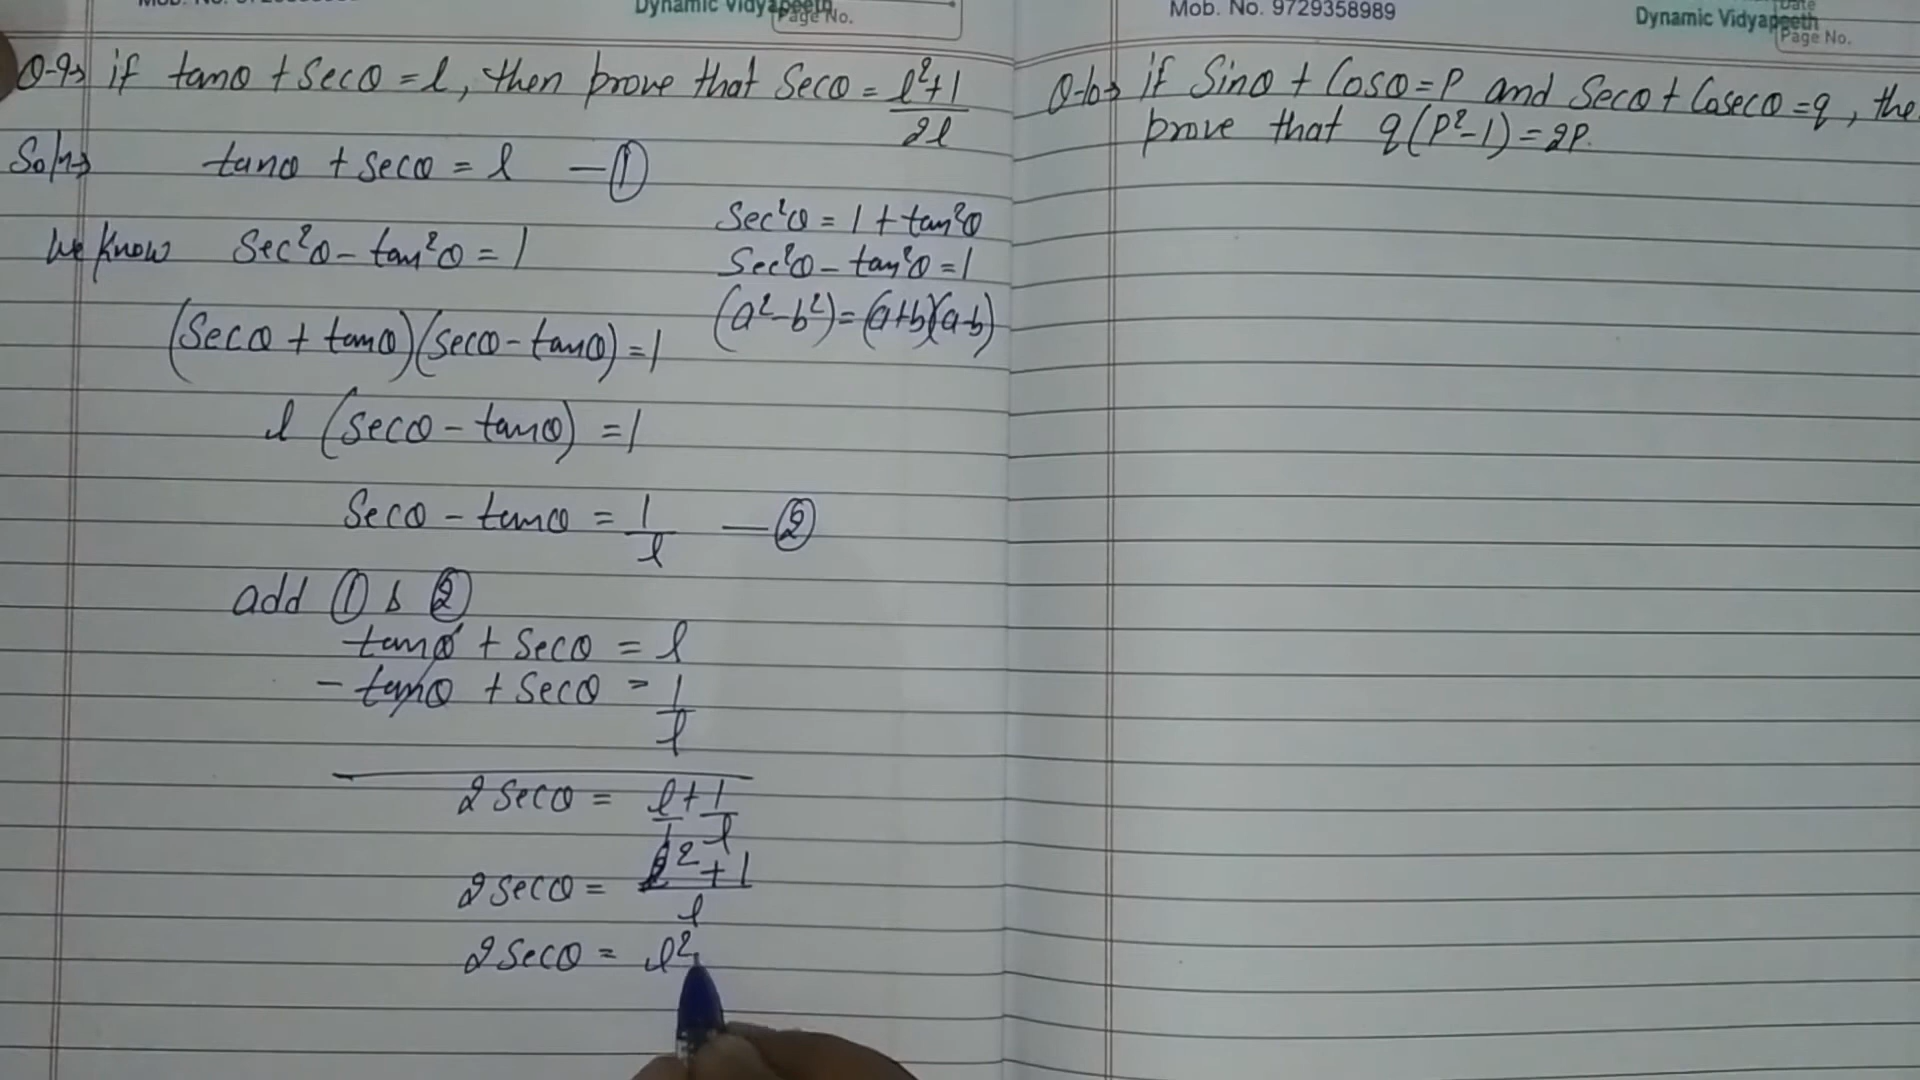 Dynamic Vidyapeeth
Page No.
Q-9→ if tanθ + Secθ = l, then prove that Secθ = l²+1 / 2l
Soln→ tanθ + secθ = l — ①
We know Sec²θ - tan²θ = 1
Sec²θ = 1 + tan²θ
Sec²θ - tan²θ = 1
(a²-b²) = (a+b)(a-b)
(Secθ + tanθ)(secθ - tanθ) = 1
l (secθ - tanθ) = 1
Secθ - tanθ = 1/l — ②
add ① & ②
tanθ + secθ = l
- tanθ + secθ = 1/l
2 secθ = l/1 + 1/l
2 secθ = l²+1 / l
2 secθ = l²
Mob. No. 9729358989
Dynamic Vidyapeeth
Date
Page No.
Q-10→ if Sinθ + Cosθ = P and Secθ + Cosecθ = q, the
prove that q(P²-1) = 2P.